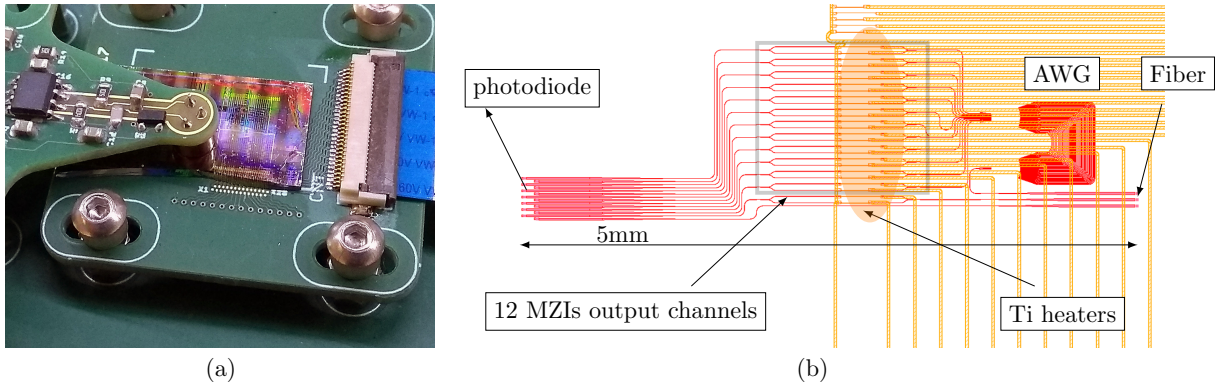 photodiode
AWG
Fiber
5mm
12 MZIs output channels
Ti heaters
(a)
(b)